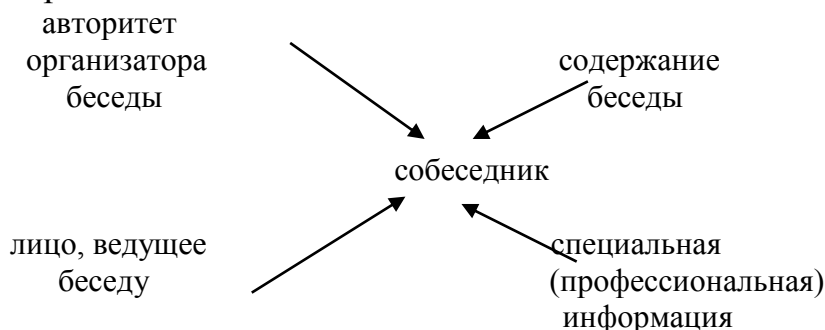 авторитет
организатора
беседы
содержание
беседы
собеседник
лицо, ведущее
беседу
специальная
(профессиональная)
информация